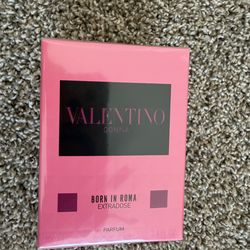 VALENTINO
DONNA
BORN IN ROMA
EXTRADOSE
PARFUM